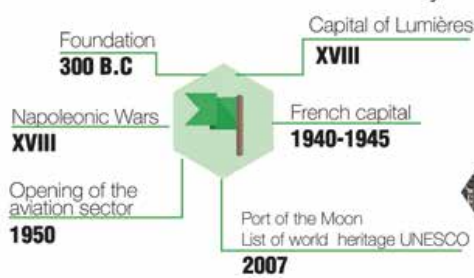 Foundation
300 B.C
Capital of Lumières
XVIII
Napoleonic Wars
XVIII
French capital
1940-1945
Opening of the
aviation sector
1950
Port of the Moon
List of world heritage UNESCO
2007